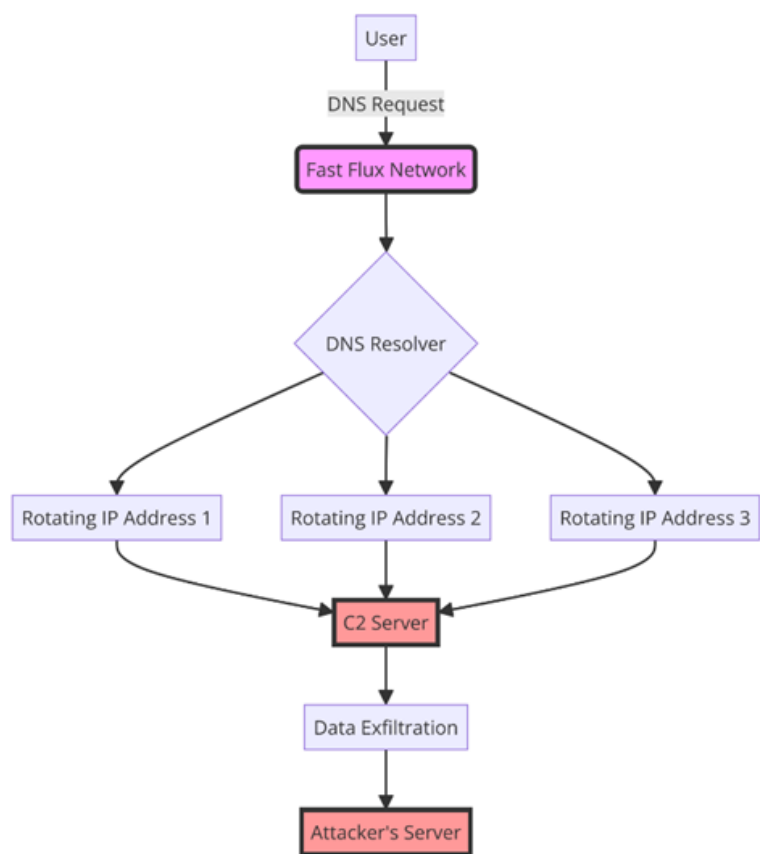 User
DNS Request
Fast Flux Network
DNS Resolver
Rotating IP Address 1
Rotating IP Address 2
Rotating IP Address 3
C2 Server
Data Exfiltration
Attacker's Server